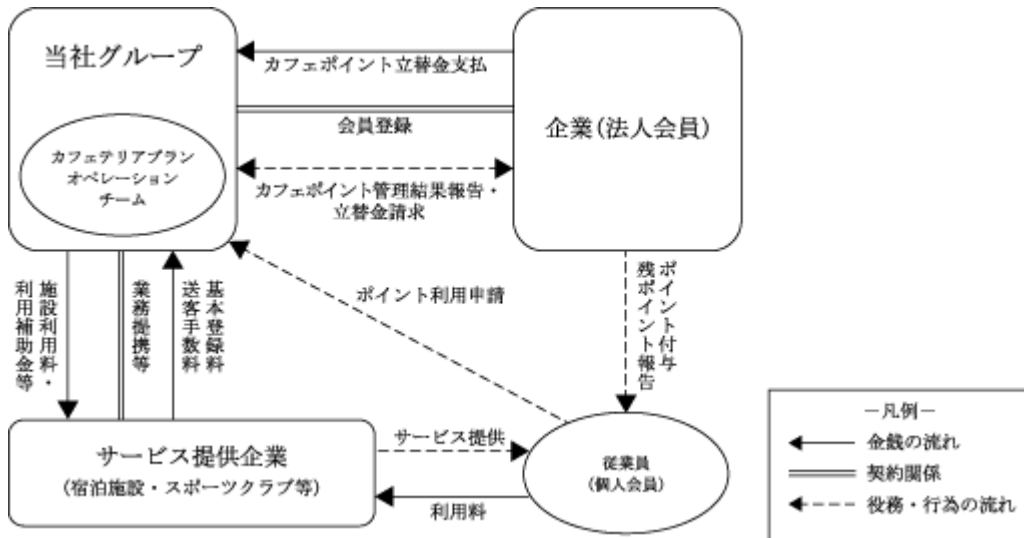 当社グループ
カフェテリアプラン
オペレーション
チーム
カフェポイント立替金支払
会員登録
カフェポイント管理結果報告・
立替金請求
企業(法人会員)
施設利用料・
利用補助金等
業務提携等
基本登録料
送客手数料
ポイント利用申請
ポイント付与
残ポイント報告
サービス提供企業
(宿泊施設・スポーツクラブ等)
サービス提供
利用料
従業員
(個人会員)
−凡例−
金銭の流れ
契約関係
役務・行為の流れ